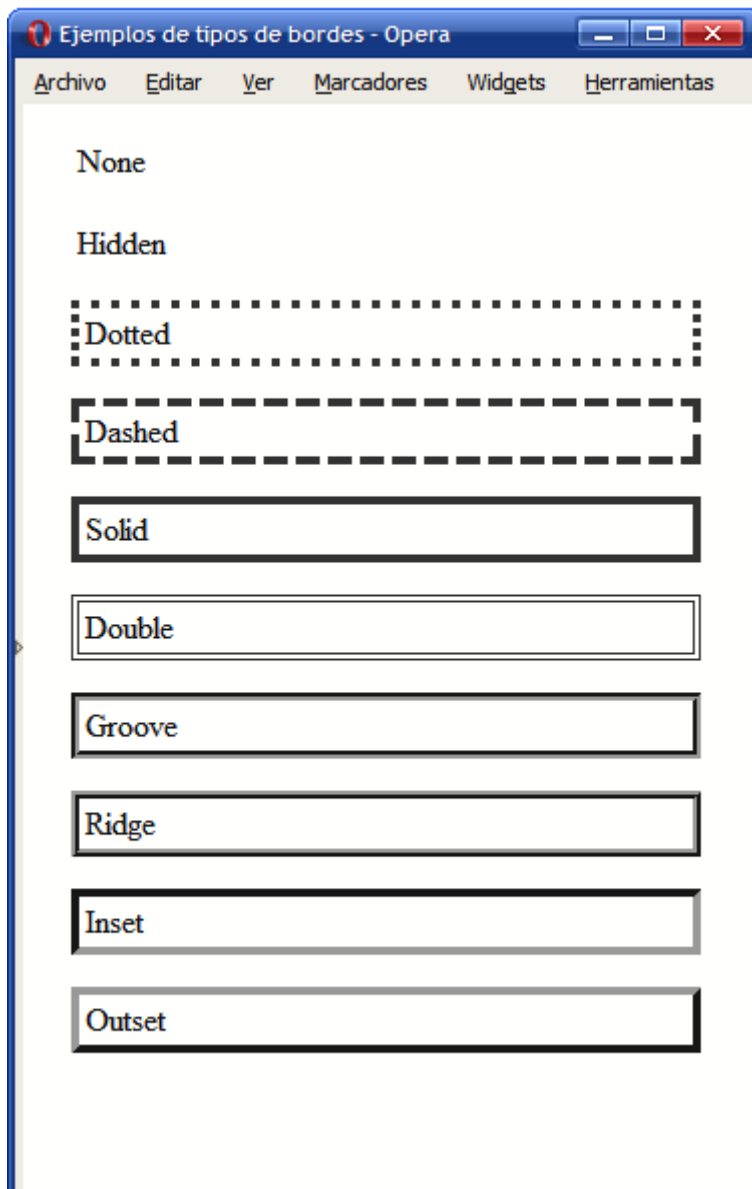 Ejemplos de tipos de bordes - Opera
Archivo Editar Ver Marcadores Widgets Herramientas
None
Hidden
Dotted
Dashed
Solid
Double
Groove
Ridge
Inset
Outset